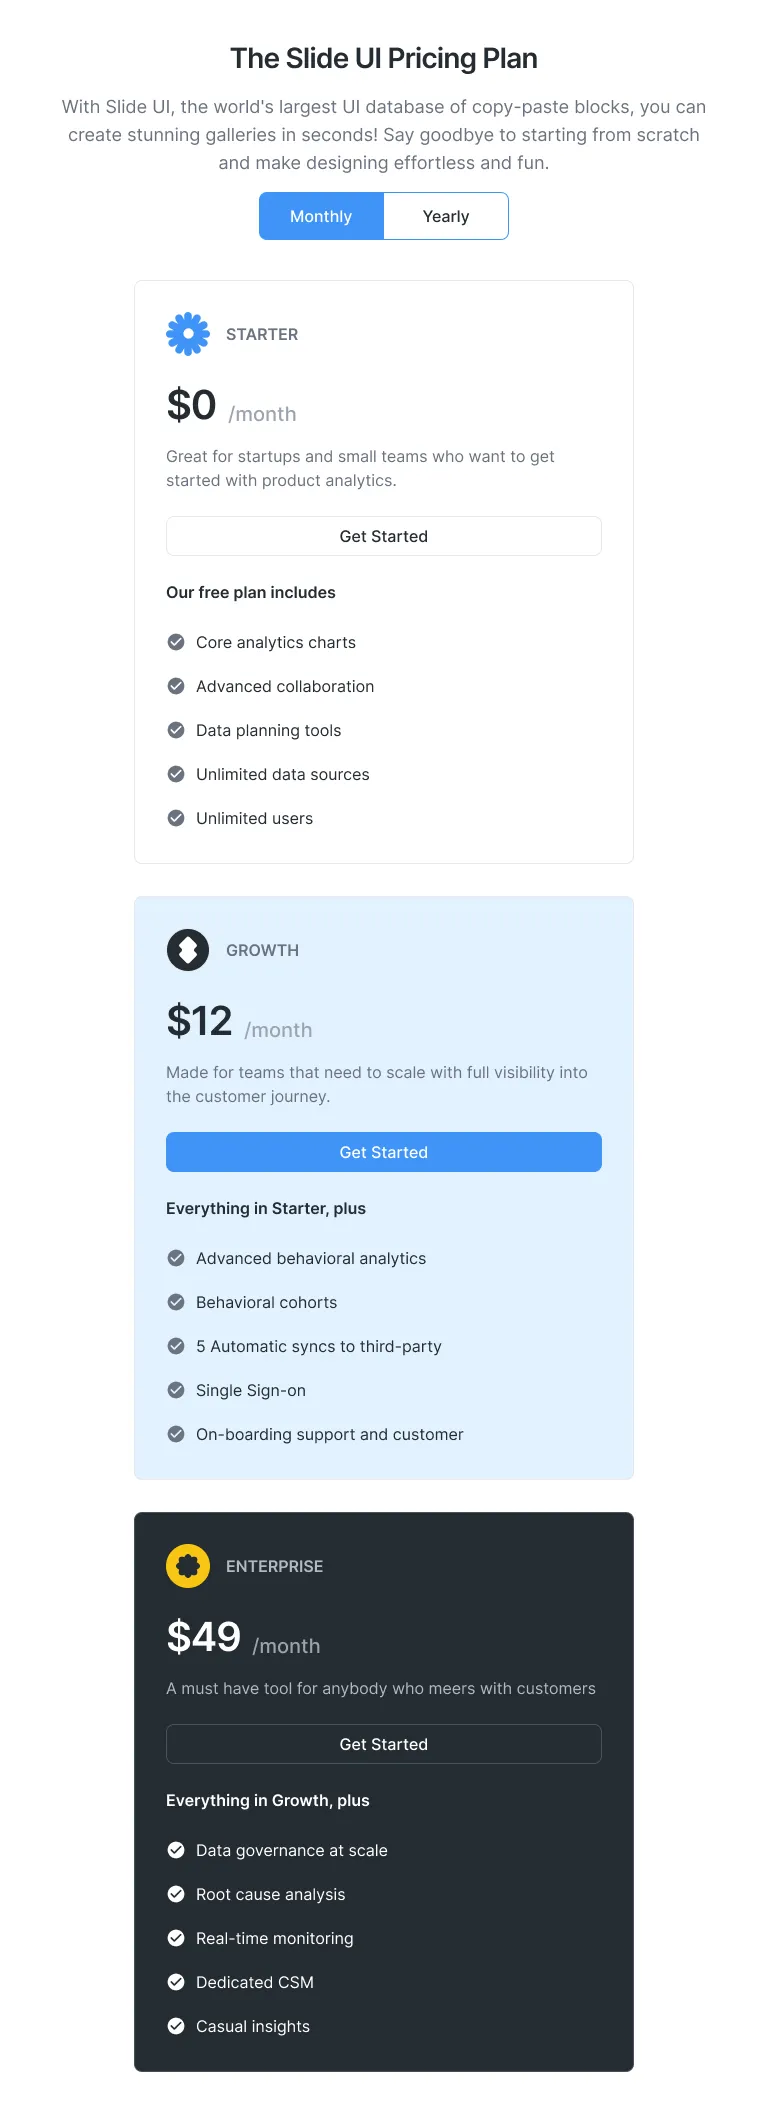 The Slide UI Pricing Plan
With Slide UI, the world's largest UI database of copy-paste blocks, you can
create stunning galleries in seconds! Say goodbye to starting from scratch
and make designing effortless and fun.
Monthly
Yearly
STARTER
$0 /month
Great for startups and small teams who want to get
started with product analytics.
Get Started
Our free plan includes
Core analytics charts
Advanced collaboration
Data planning tools
Unlimited data sources
Unlimited users
GROWTH
$12 /month
Made for teams that need to scale with full visibility into
the customer journey.
Get Started
Everything in Starter, plus
Advanced behavioral analytics
Behavioral cohorts
5 Automatic syncs to third-party
Single Sign-on
On-boarding support and customer
ENTERPRISE
$49 /month
A must have tool for anybody who meers with customers
Get Started
Everything in Growth, plus
Data governance at scale
Root cause analysis
Real-time monitoring
Dedicated CSM
Casual insights